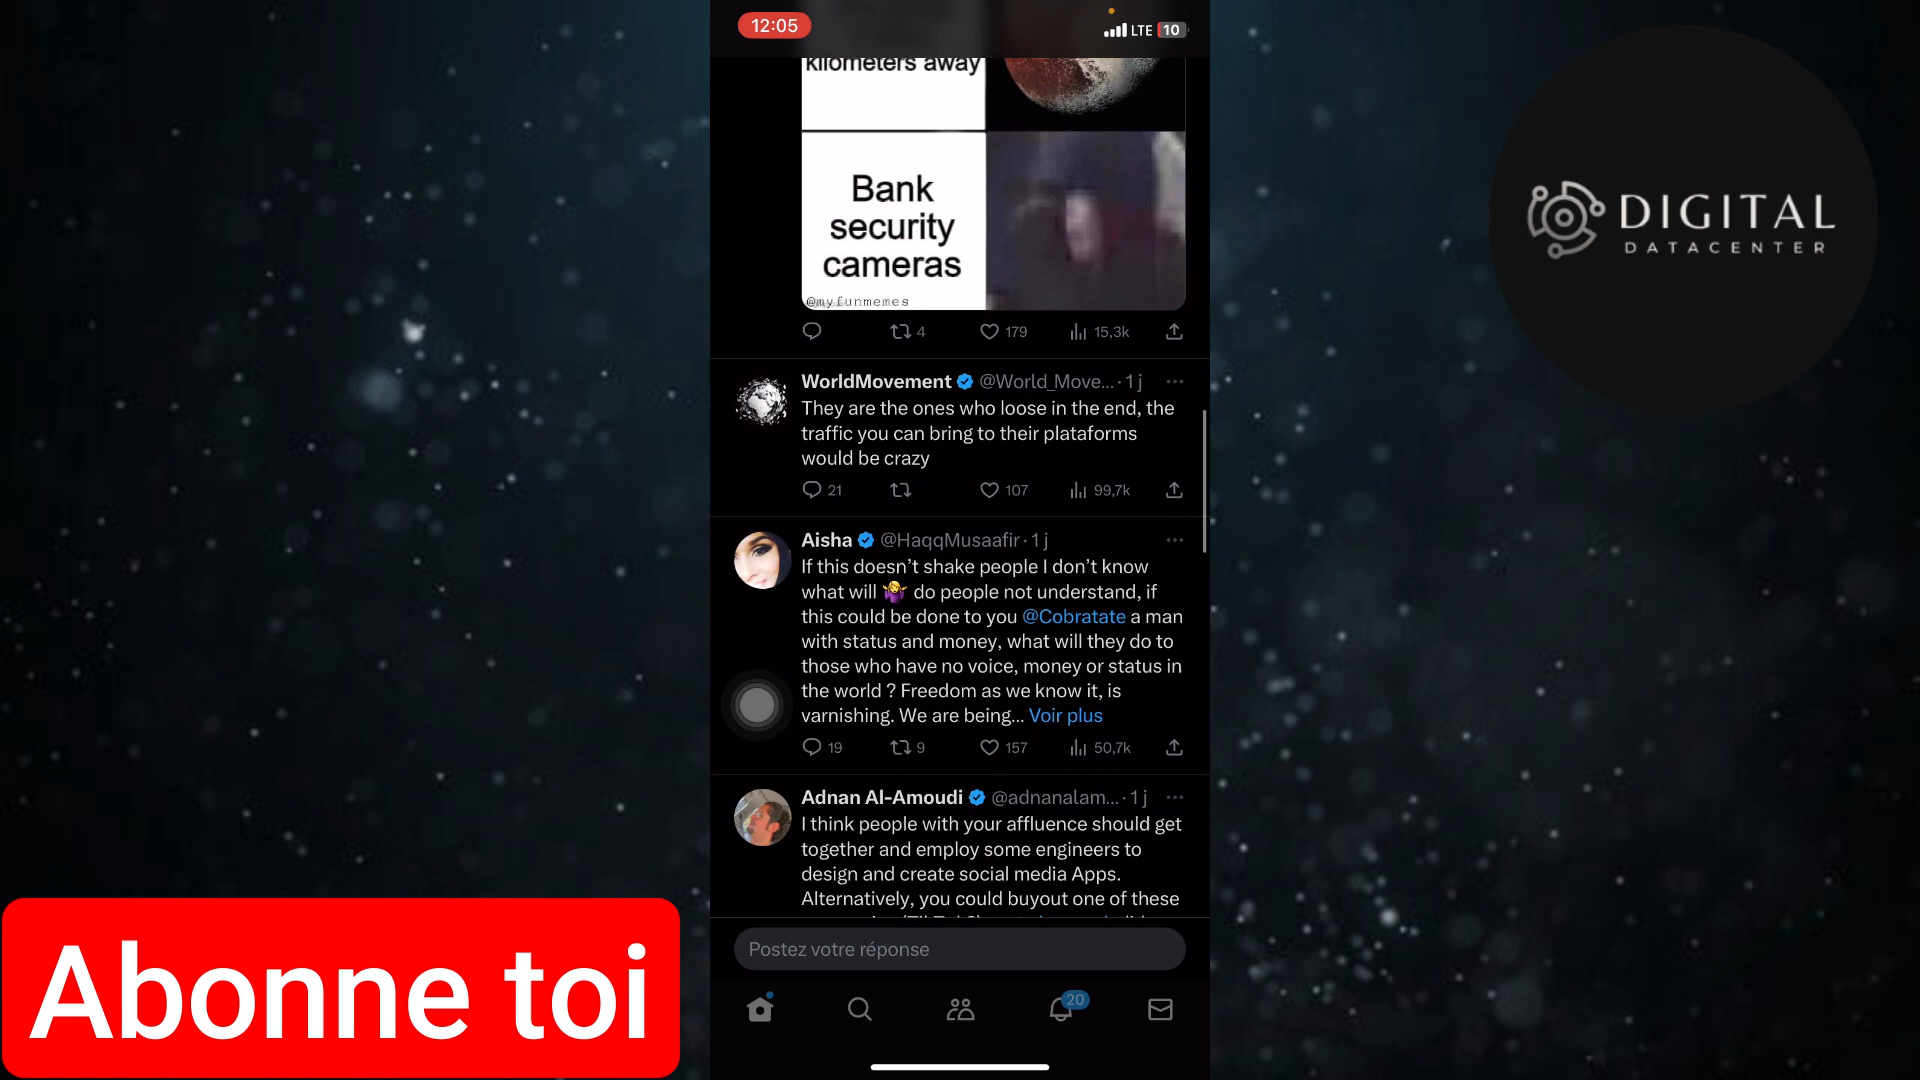 12:05
LTE 10
kilometers away
Bank
security
cameras
@myfunmemes
4 179 15,3k
WorldMovement @World_Move... · 1 j
They are the ones who loose in the end, the
traffic you can bring to their plataforms
would be crazy
21 107 99,7k
Aisha @HaqqMusaafir · 1 j
If this doesn’t shake people I don’t know
what will 🤷‍♀️ do people not understand, if
this could be done to you @Cobratate a man
with status and money, what will they do to
those who have no voice, money or status in
the world ? Freedom as we know it, is
varnishing. We are being... Voir plus
19 9 157 50,7k
Adnan Al-Amoudi @adnanalam... · 1 j
I think people with your affluence should get
together and employ some engineers to
design and create social media Apps.
Alternatively, you could buyout one of these
Postez votre réponse
20
DIGITAL
DATACENTER
Abonne toi